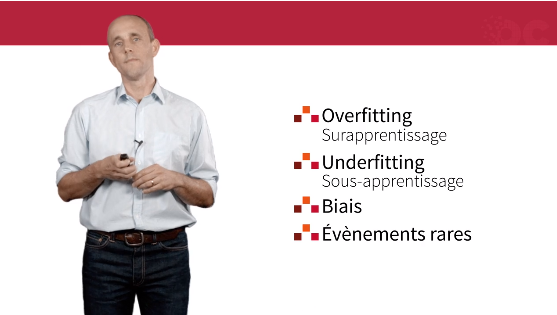 Overfitting
Surapprentissage
Underfitting
Sous-apprentissage
Biais
Évènements rares